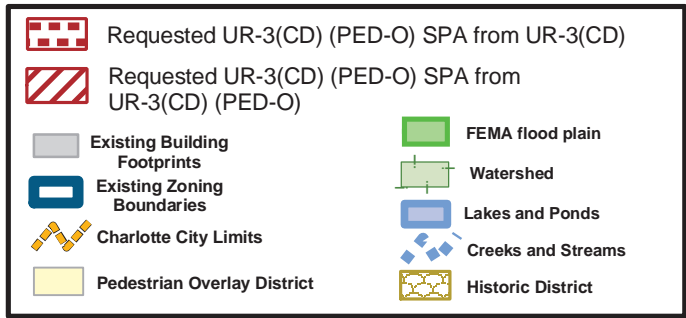 Requested UR-3(CD) (PED-O) SPA from UR-3(CD)
Requested UR-3(CD) (PED-O) SPA from
UR-3(CD) (PED-O)
Existing Building
Footprints
Existing Zoning
Boundaries
Charlotte City Limits
Pedestrian Overlay District
FEMA flood plain
Watershed
Lakes and Ponds
Creeks and Streams
Historic District